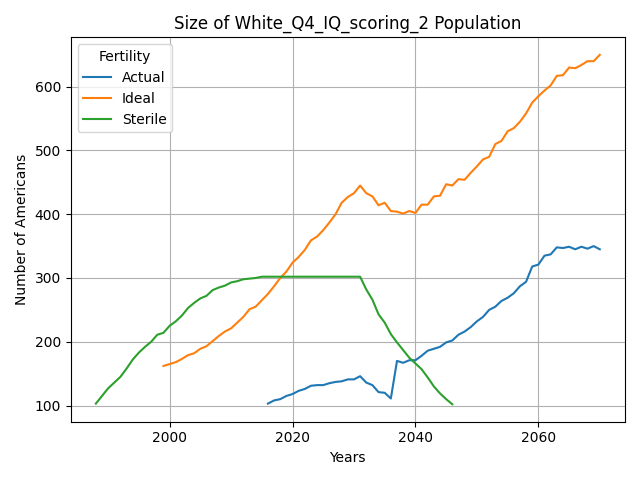 Size of White_Q4_IQ_scoring_2 Population
Fertility
Actual
Ideal
Sterile
Number of Americans
600
500
400
300
200
100
2000
2020
2040
2060
Years